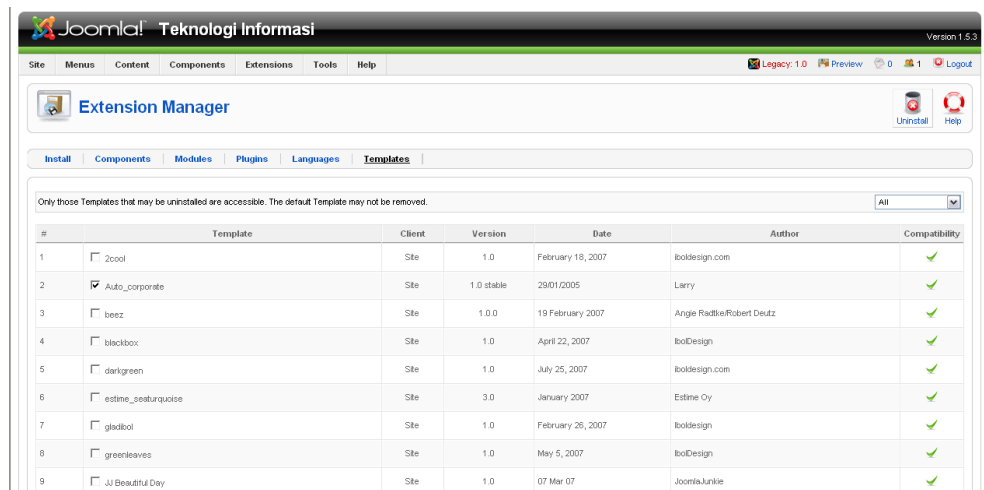 Joomla! Teknologi Informasi
Version 1.5.3
Site Menus Content Components Extensions Tools Help Legacy: 1.0 Preview 0 1 Logout
Extension Manager
Uninstall Help
Install Components Modules Plugins Languages Templates
Only those Templates that may be uninstalled are accessible. The default Template may not be removed. All
# Template Client Version Date Author Compatibility
1 2cool Site 1.0 February 18, 2007 iboldesign.com
2 Auto_corporate Site 1.0 stable 29/01/2005 Larry
3 beez Site 1.0.0 19 February 2007 Angie Radtke/Robert Deutz
4 blackbox Site 1.0 April 22, 2007 IbolDesign
5 darkgreen Site 1.0 July 25, 2007 iboldesign.com
6 estime_seaturquoise Site 3.0 January 2007 Estime Oy
7 gladibol Site 1.0 February 26, 2007 Iboldesign
8 greenleaves Site 1.0 May 5, 2007 IbolDesign
9 JJ Beautiful Day Site 1.0 07 Mar 07 JoomlaJunkie